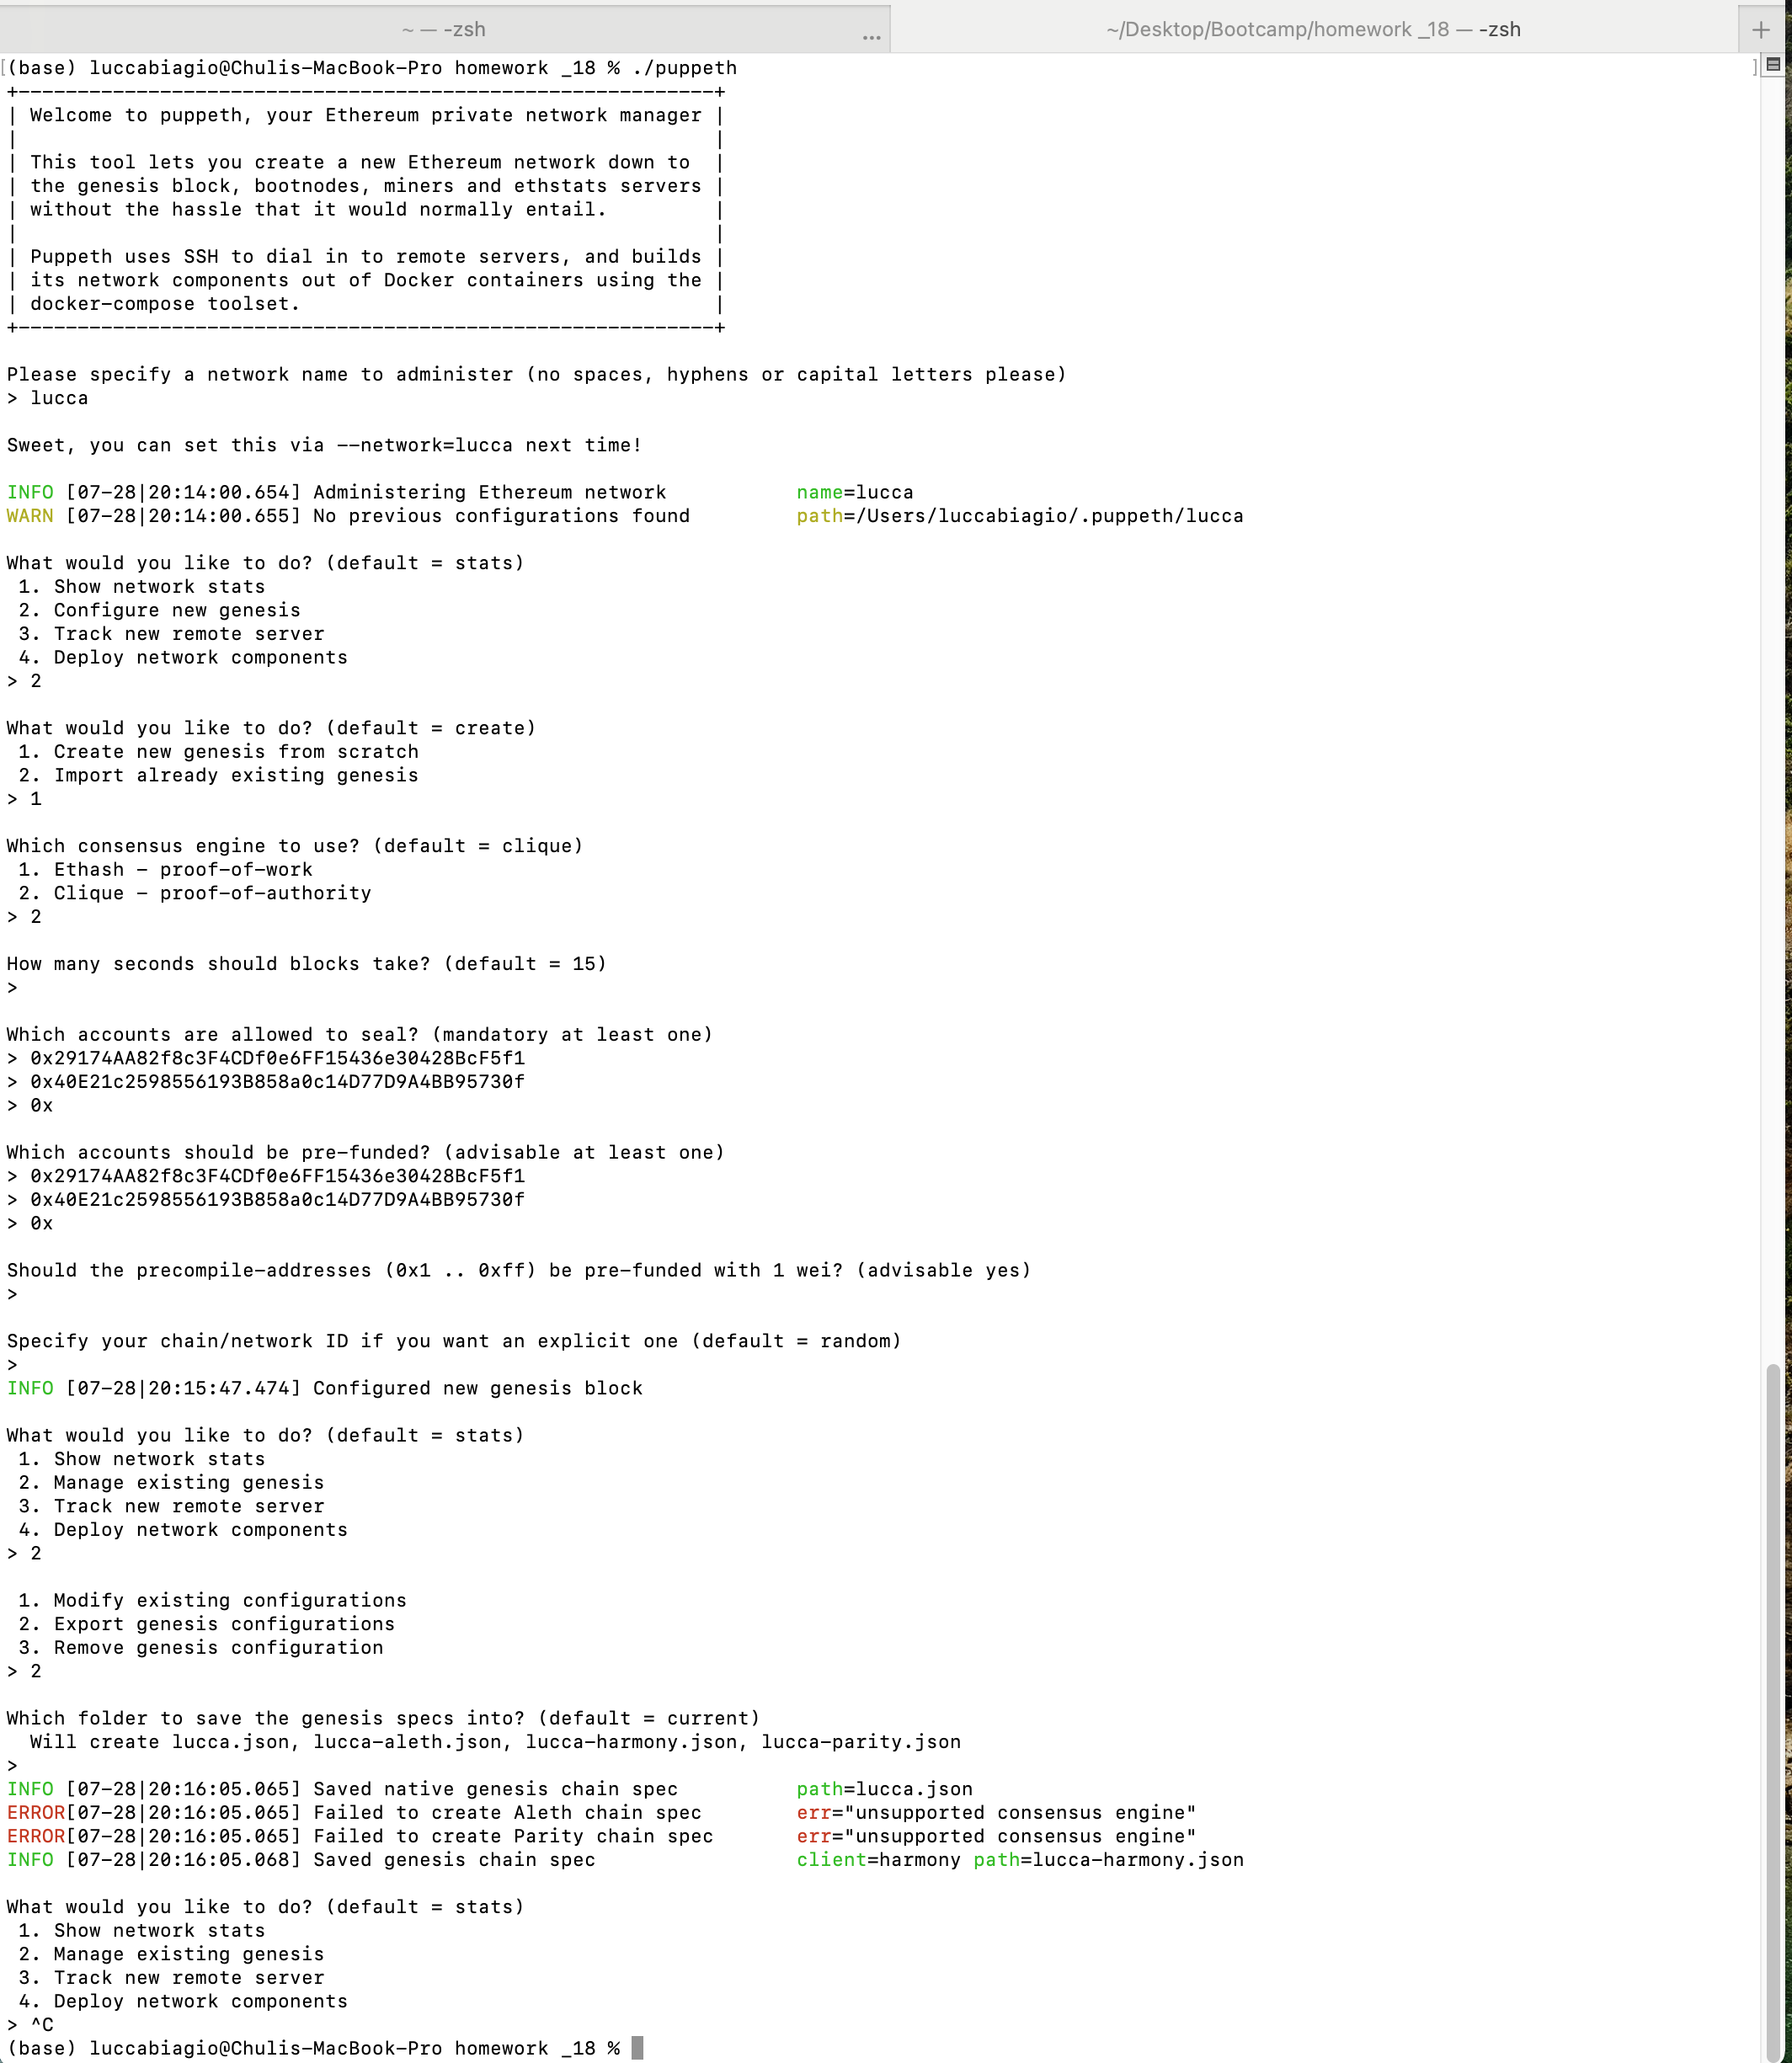 ~ — -zsh ... ~/Desktop/Bootcamp/homework _18 — -zsh +
[(base) luccabiagio@Chulis-MacBook-Pro homework _18 % ./puppeth ]
+-----------------------------------------------------------+
| Welcome to puppeth, your Ethereum private network manager |
| |
| This tool lets you create a new Ethereum network down to |
| the genesis block, bootnodes, miners and ethstats servers |
| without the hassle that it would normally entail. |
| |
| Puppeth uses SSH to dial in to remote servers, and builds |
| its network components out of Docker containers using the |
| docker-compose toolset. |
+-----------------------------------------------------------+
Please specify a network name to administer (no spaces, hyphens or capital letters please)
> lucca
Sweet, you can set this via --network=lucca next time!
INFO [07-28|20:14:00.654] Administering Ethereum network name=lucca
WARN [07-28|20:14:00.655] No previous configurations found path=/Users/luccabiagio/.puppeth/lucca
What would you like to do? (default = stats)
1. Show network stats
2. Configure new genesis
3. Track new remote server
4. Deploy network components
> 2
What would you like to do? (default = create)
1. Create new genesis from scratch
2. Import already existing genesis
> 1
Which consensus engine to use? (default = clique)
1. Ethash - proof-of-work
2. Clique - proof-of-authority
> 2
How many seconds should blocks take? (default = 15)
>
Which accounts are allowed to seal? (mandatory at least one)
> 0x29174AA82f8c3F4CDf0e6FF15436e30428BcF5f1
> 0x40E21c2598556193B858a0c14D77D9A4BB95730f
> 0x
Which accounts should be pre-funded? (advisable at least one)
> 0x29174AA82f8c3F4CDf0e6FF15436e30428BcF5f1
> 0x40E21c2598556193B858a0c14D77D9A4BB95730f
> 0x
Should the precompile-addresses (0x1 .. 0xff) be pre-funded with 1 wei? (advisable yes)
>
Specify your chain/network ID if you want an explicit one (default = random)
>
INFO [07-28|20:15:47.474] Configured new genesis block
What would you like to do? (default = stats)
1. Show network stats
2. Manage existing genesis
3. Track new remote server
4. Deploy network components
> 2
1. Modify existing configurations
2. Export genesis configurations
3. Remove genesis configuration
> 2
Which folder to save the genesis specs into? (default = current)
Will create lucca.json, lucca-aleth.json, lucca-harmony.json, lucca-parity.json
>
INFO [07-28|20:16:05.065] Saved native genesis chain spec path=lucca.json
ERROR[07-28|20:16:05.065] Failed to create Aleth chain spec err="unsupported consensus engine"
ERROR[07-28|20:16:05.065] Failed to create Parity chain spec err="unsupported consensus engine"
INFO [07-28|20:16:05.068] Saved genesis chain spec client=harmony path=lucca-harmony.json
What would you like to do? (default = stats)
1. Show network stats
2. Manage existing genesis
3. Track new remote server
4. Deploy network components
> ^C
(base) luccabiagio@Chulis-MacBook-Pro homework _18 %